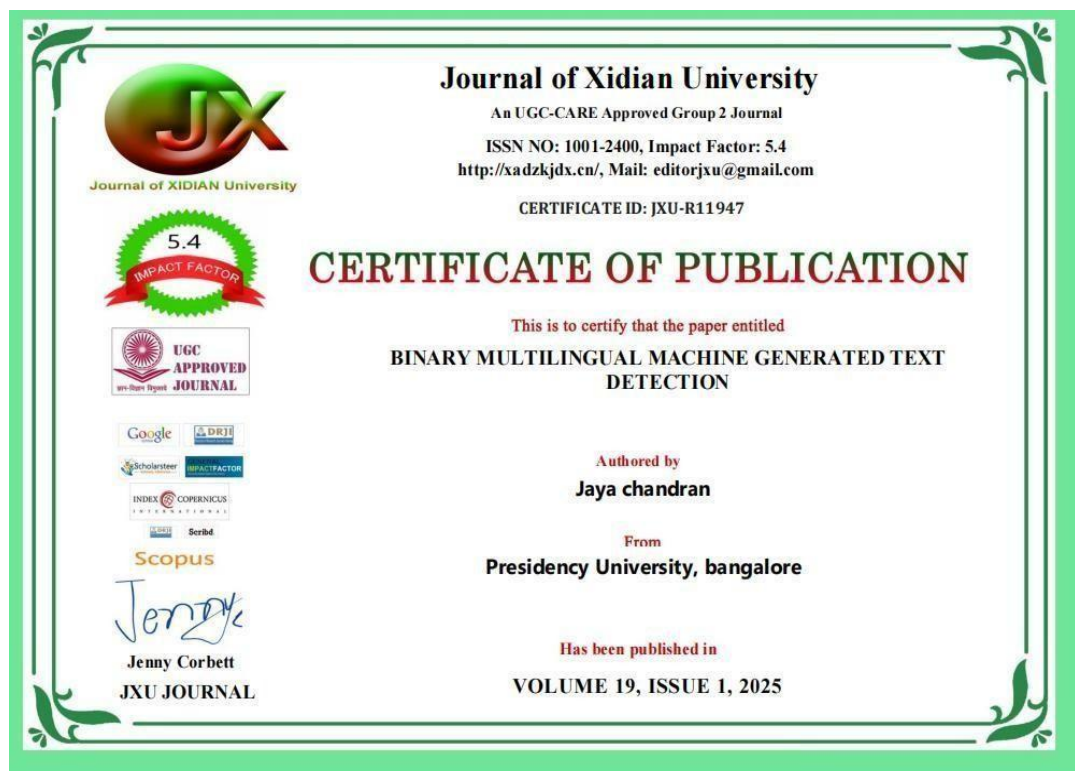 JX
Journal of XIDIAN University
Journal of Xidian University
An UGC-CARE Approved Group 2 Journal
ISSN NO: 1001-2400, Impact Factor: 5.4
http://xadzkjdx.cn/, Mail: editorjxu@gmail.com
CERTIFICATE ID: JXU-R11947
5.4
IMPACT FACTOR
CERTIFICATE OF PUBLICATION
This is to certify that the paper entitled
BINARY MULTILINGUAL MACHINE GENERATED TEXT
DETECTION
UGC
APPROVED
JOURNAL
ज्ञान-विज्ञान विमुक्तये
Google
DRJI
Scholarsteer
IMPACTFACTOR
INDEX COPERNICUS
INTERNATIONAL
DRJI Scribd
Scopus
Authored by
Jaya chandran
From
Presidency University, bangalore
Jenny Corbett
JXU JOURNAL
Has been published in
VOLUME 19, ISSUE 1, 2025